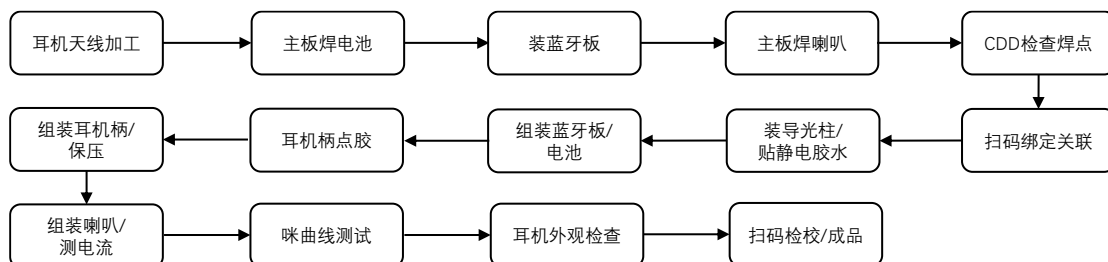 耳机天线加工
主板焊电池
装蓝牙板
主板焊喇叭
CDD检查焊点
扫码绑定关联
装导光柱/
贴静电胶水
组装蓝牙板/
电池
耳机柄点胶
组装耳机柄/
保压
组装喇叭/
测电流
咪曲线测试
耳机外观检查
扫码检校/成品